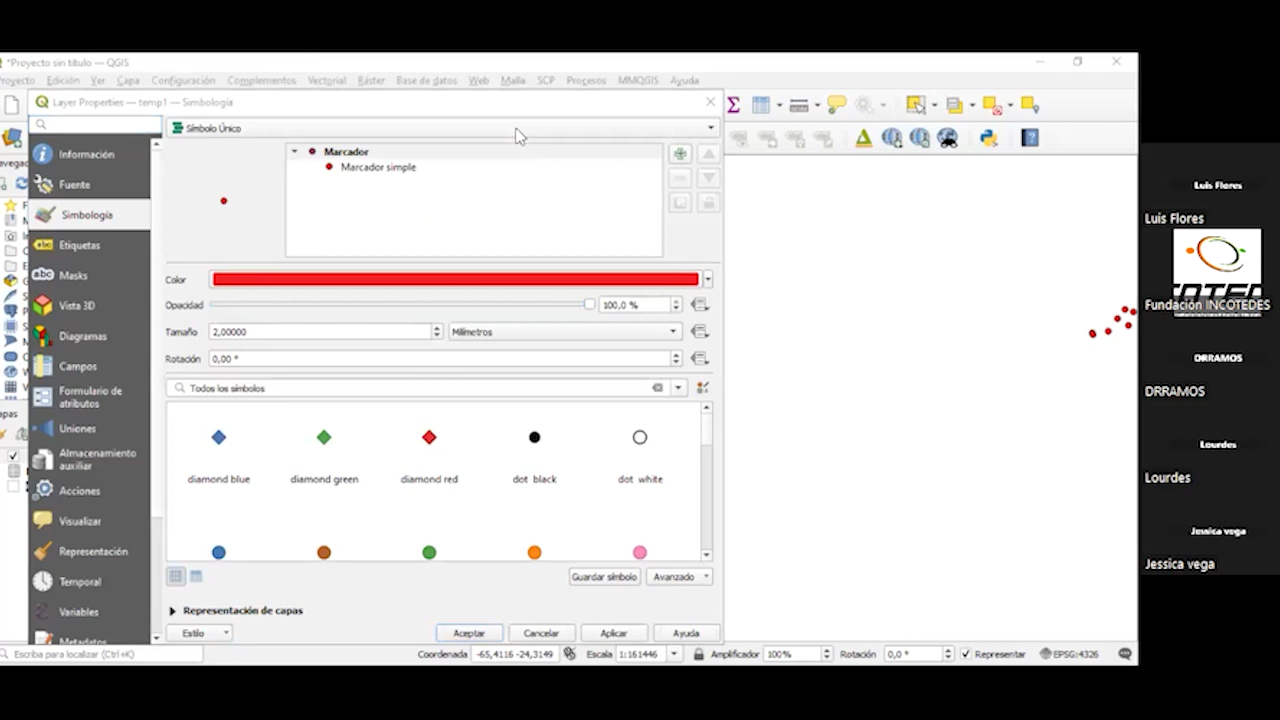 *Proyecto sin título — QGIS
royecto Edición Ver Capa Configuración Complementos Vectorial Ráster Base de datos Web Malla SCP Procesos MMQGIS Ayuda
Layer Properties — temp1 — Simbología
Símbolo Único
Información
Fuente
Simbología
Etiquetas
Masks
Vista 3D
Diagramas
Campos
Formulario de
atributos
Uniones
Almacenamiento
auxiliar
Acciones
Visualizar
Representación
Temporal
Variables
Metadatos
Marcador
Marcador simple
Color
Opacidad 100,0 %
Tamaño 2,00000 Milímetros
Rotación 0,00 °
Todos los símbolos
diamond blue diamond green diamond red dot black dot white
Guardar símbolo Avanzado
Representación de capas
Estilo Aceptar Cancelar Aplicar Ayuda
Escriba para localizar (Ctrl+K) Coordenada -65,4116 -24,3149 Escala 1:161446 Amplificador 100% Rotación 0,0 ° Representar EPSG:4326
Luis Flores
Luis Flores
Fundación INCOTEDES
DRRAMOS
DRRAMOS
Lourdes
Lourdes
Jessica vega
Jessica vega